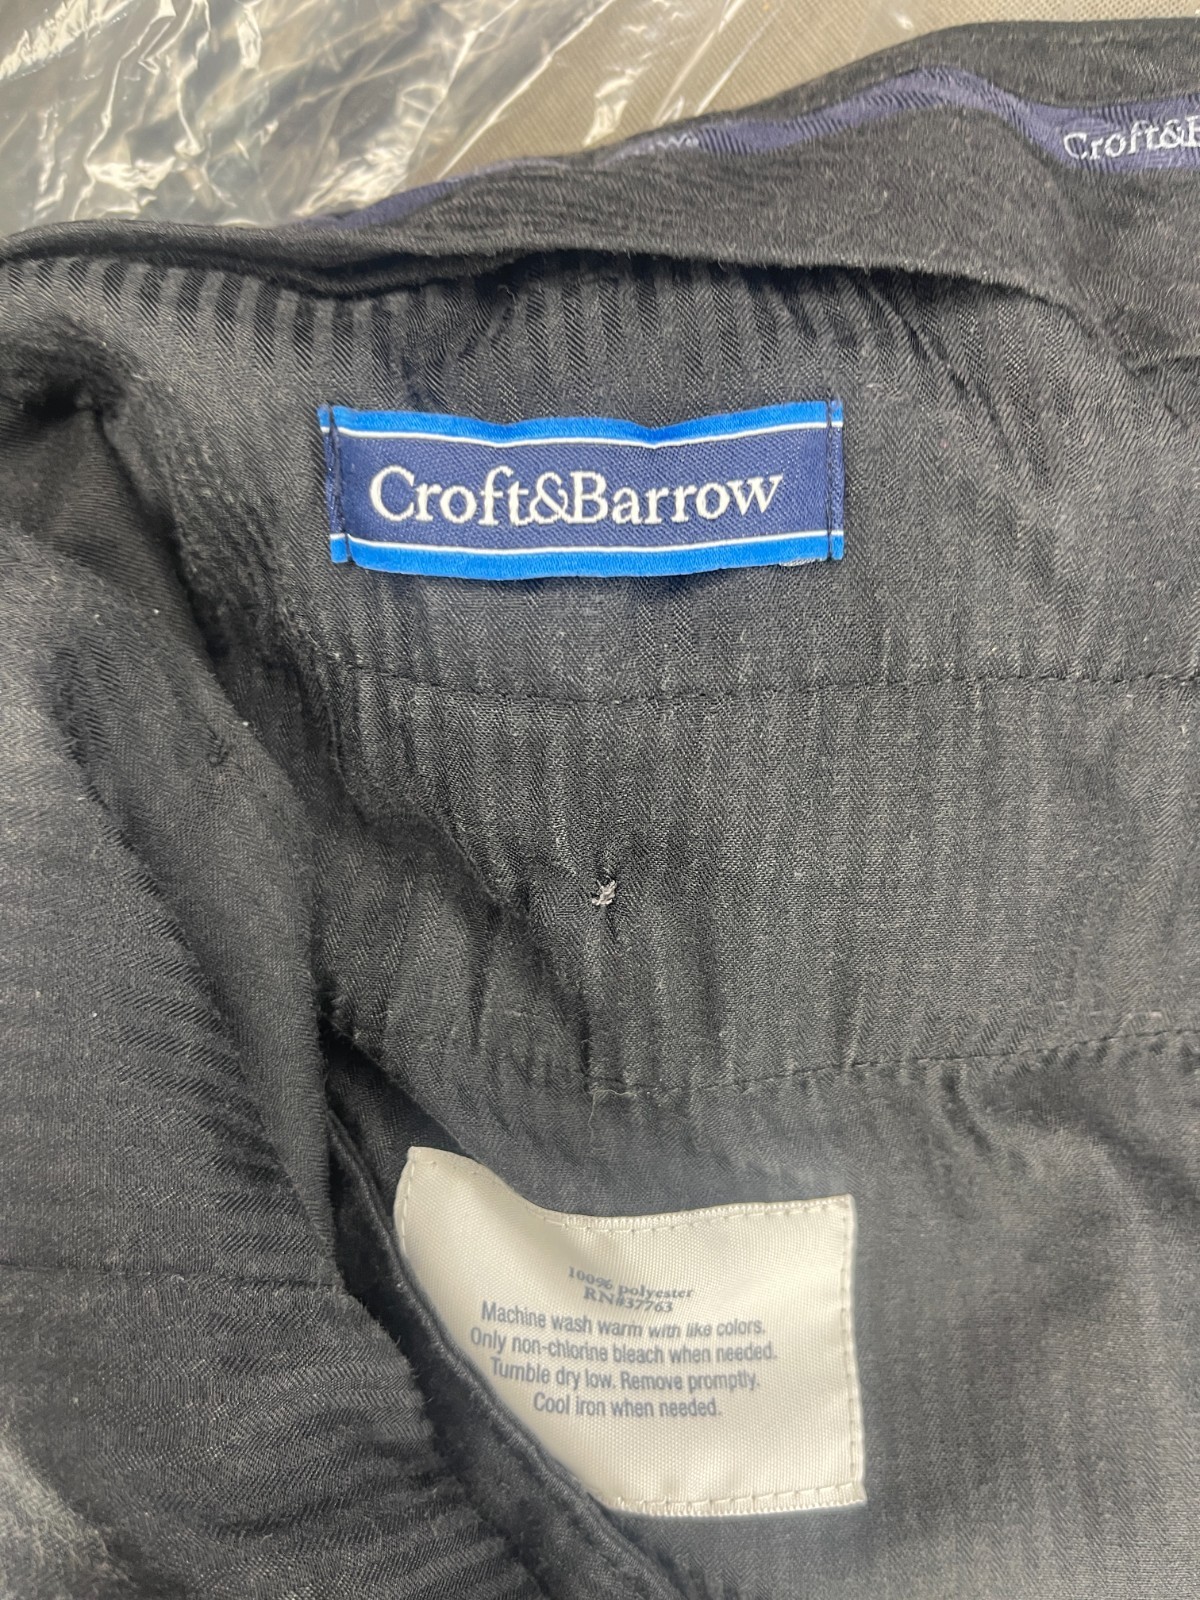 Croft&B
Croft&Barrow
100% polyester
RN#37763
Machine wash warm with like colors.
Only non-chlorine bleach when needed.
Tumble dry low. Remove promptly.
Cool iron when needed.